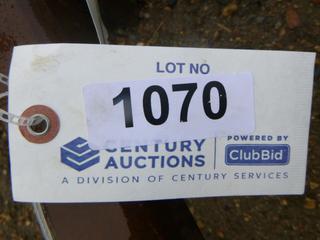 LOT NO
1070
CENTURY
AUCTIONS
POWERED BY
ClubBid
A DIVISION OF CENTURY SERVICES